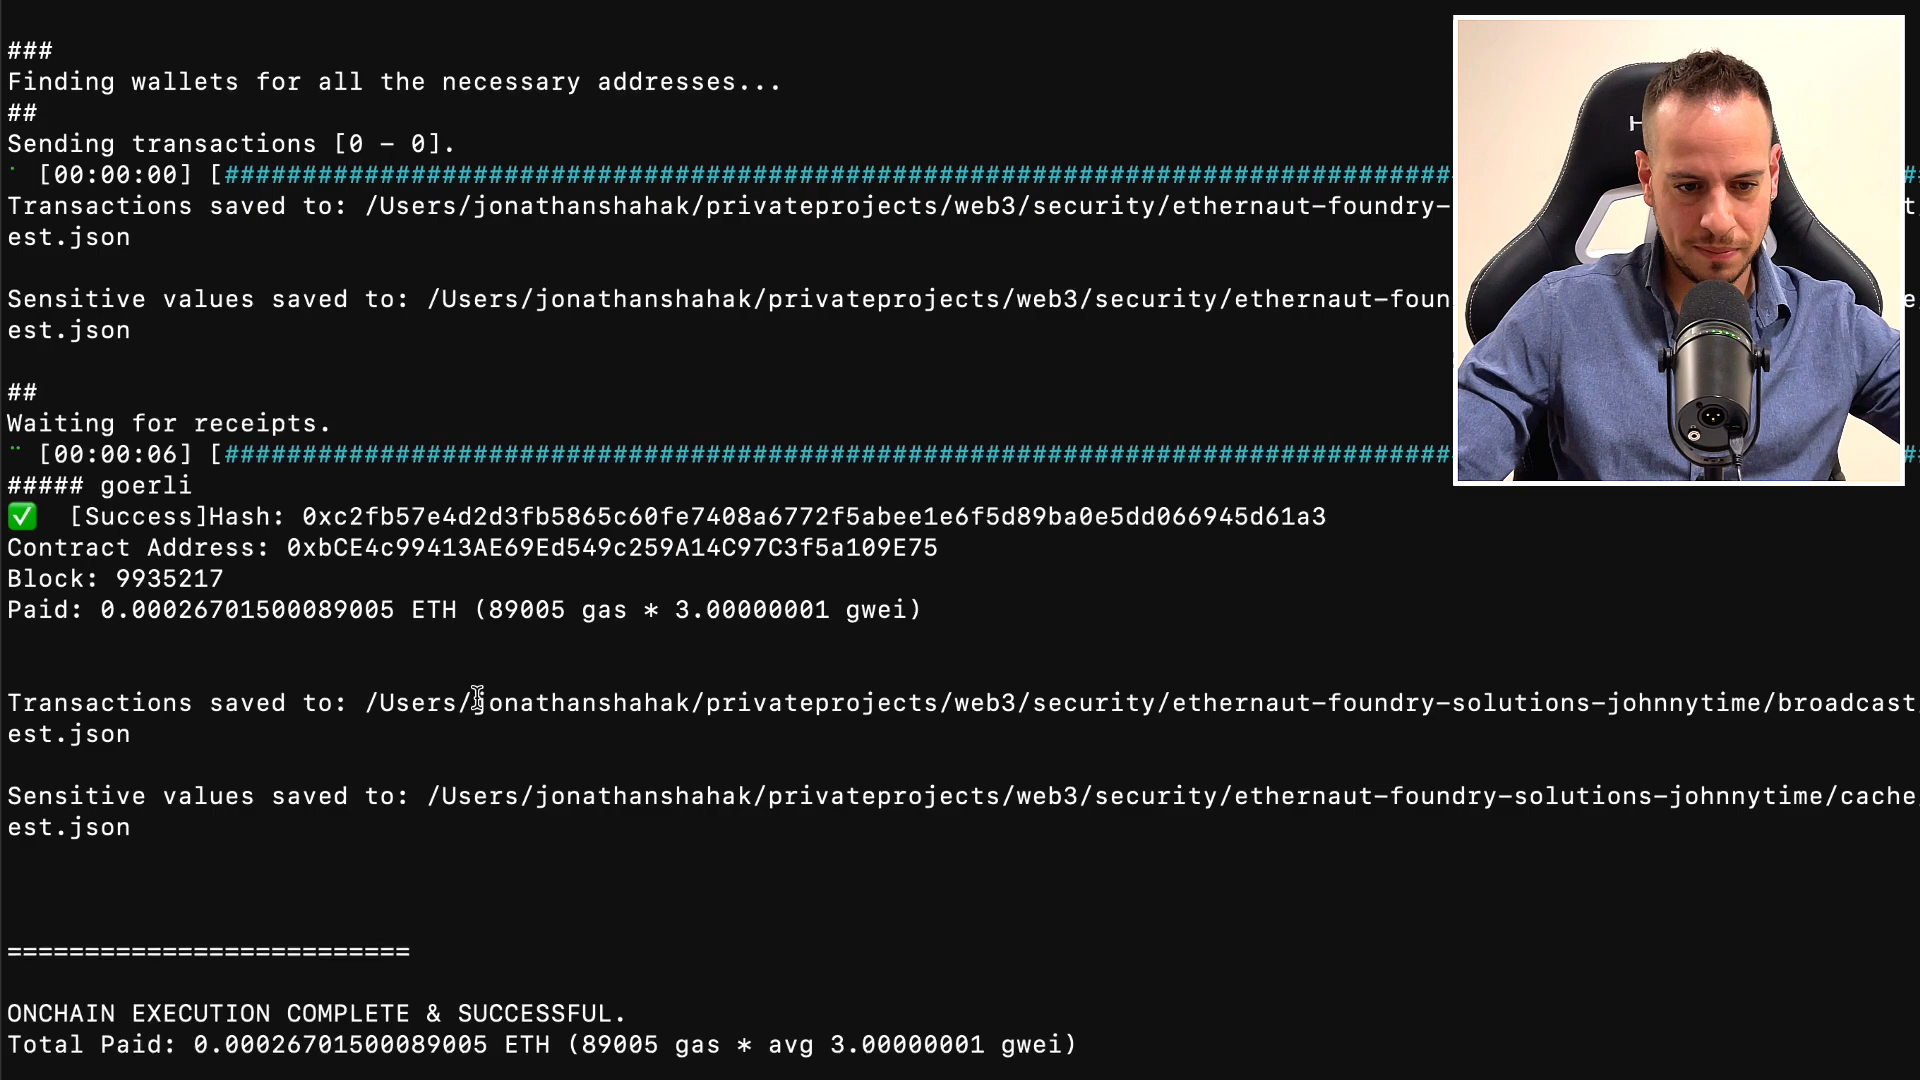 ###
Finding wallets for all the necessary addresses...
##
Sending transactions [0 - 0].
[00:00:00] [###############################################################################
Transactions saved to: /Users/jonathanshahak/privateprojects/web3/security/ethernaut-foundry-
est.json
Sensitive values saved to: /Users/jonathanshahak/privateprojects/web3/security/ethernaut-foun
est.json
##
Waiting for receipts.
[00:00:06] [###############################################################################
##### goerli
✅ [Success]Hash: 0xc2fb57e4d2d3fb5865c60fe7408a6772f5abee1e6f5d89ba0e5dd066945d61a3
Contract Address: 0xbCE4c99413AE69Ed549c259A14C97C3f5a109E75
Block: 9935217
Paid: 0.00026701500089005 ETH (89005 gas * 3.00000001 gwei)
Transactions saved to: /Users/jonathanshahak/privateprojects/web3/security/ethernaut-foundry-solutions-johnnytime/broadcast
est.json
Sensitive values saved to: /Users/jonathanshahak/privateprojects/web3/security/ethernaut-foundry-solutions-johnnytime/cache
est.json
==========================
ONCHAIN EXECUTION COMPLETE & SUCCESSFUL.
Total Paid: 0.00026701500089005 ETH (89005 gas * avg 3.00000001 gwei)